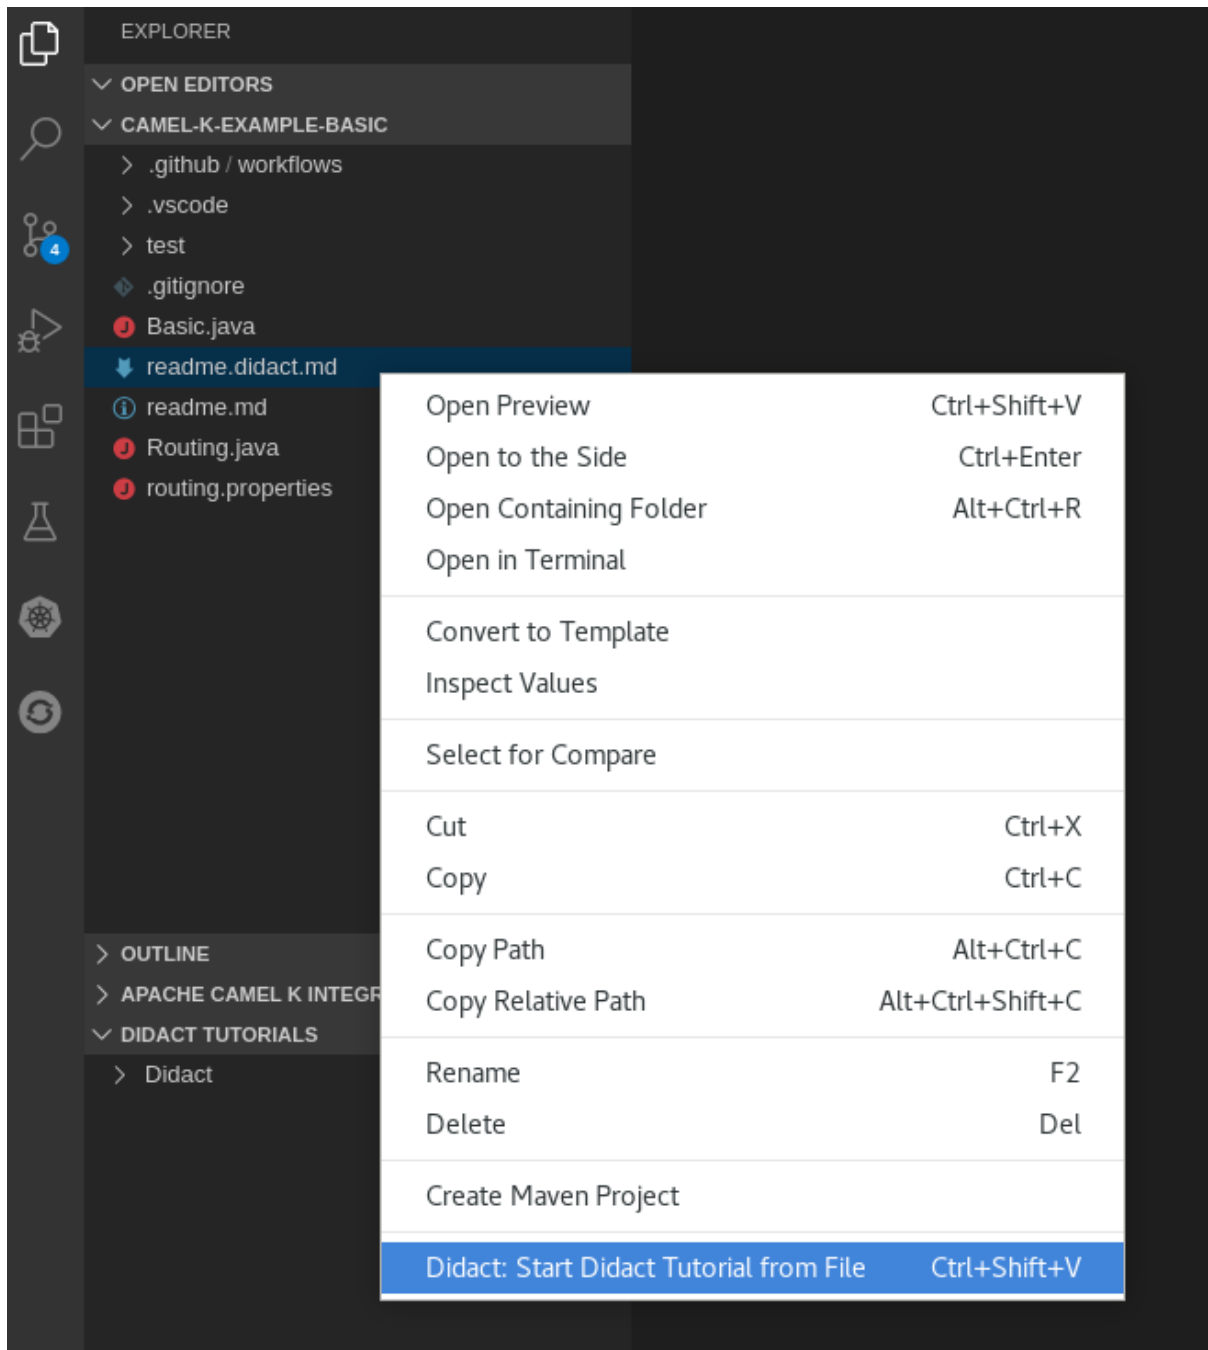 EXPLORER
OPEN EDITORS
CAMEL-K-EXAMPLE-BASIC
.github / workflows
.vscode
4
test
.gitignore
Basic.java
readme.didact.md
readme.md
Routing.java
routing.properties
Open Preview Ctrl+Shift+V
Open to the Side Ctrl+Enter
Open Containing Folder Alt+Ctrl+R
Open in Terminal
Convert to Template
Inspect Values
Select for Compare
Cut Ctrl+X
Copy Ctrl+C
Copy Path Alt+Ctrl+C
Copy Relative Path Alt+Ctrl+Shift+C
Rename F2
Delete Del
Create Maven Project
Didact: Start Didact Tutorial from File Ctrl+Shift+V
OUTLINE
APACHE CAMEL K INTEGR
DIDACT TUTORIALS
Didact